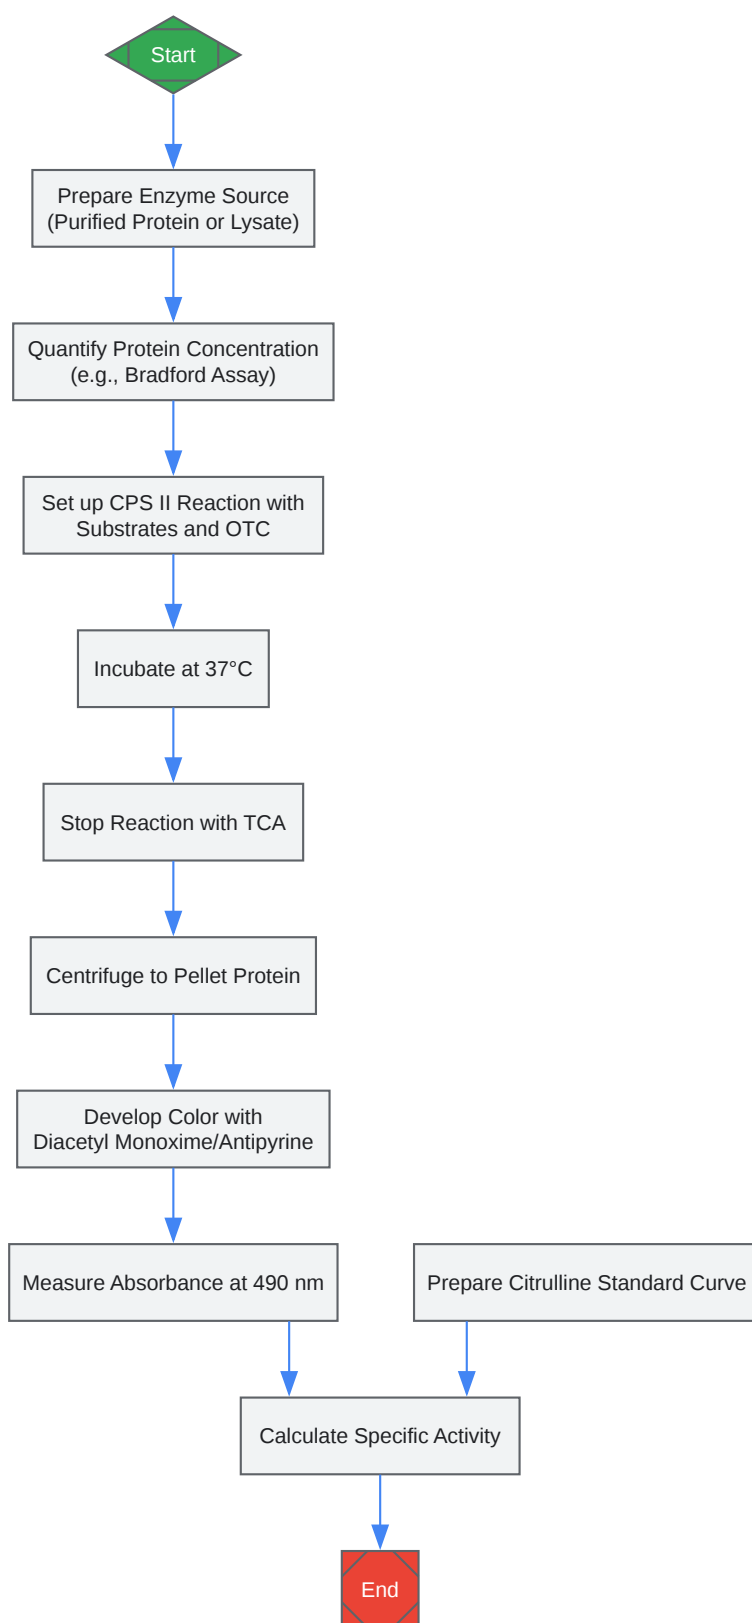 Start
Prepare Enzyme Source
(Purified Protein or Lysate)
Quantify Protein Concentration
(e.g., Bradford Assay)
Set up CPS II Reaction with
Substrates and OTC
Incubate at 37°C
Stop Reaction with TCA
Centrifuge to Pellet Protein
Develop Color with
Diacetyl Monoxime/Antipyrine
Measure Absorbance at 490 nm
Prepare Citrulline Standard Curve
Calculate Specific Activity
End